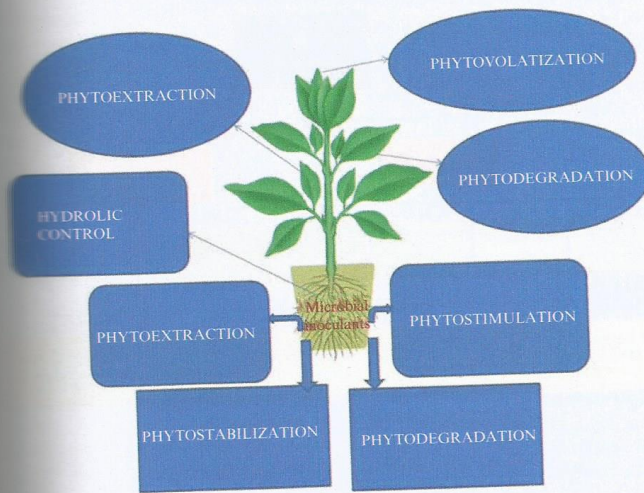 PHYTOVOLATIZATION
PHYTOEXTRACTION
PHYTODEGRADATION
HYDROLIC
CONTROL
Microbial
inoculants
PHYTOEXTRACTION
PHYTOSTIMULATION
PHYTOSTABILIZATION
PHYTODEGRADATION